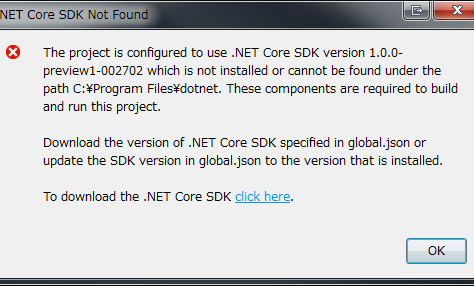 NET Core SDK Not Found
The project is configured to use .NET Core SDK version 1.0.0-
preview1-002702 which is not installed or cannot be found under the
path C:¥Program Files¥dotnet. These components are required to build
and run this project.
Download the version of .NET Core SDK specified in global.json or
update the SDK version in global.json to the version that is installed.
To download the .NET Core SDK click here.
OK